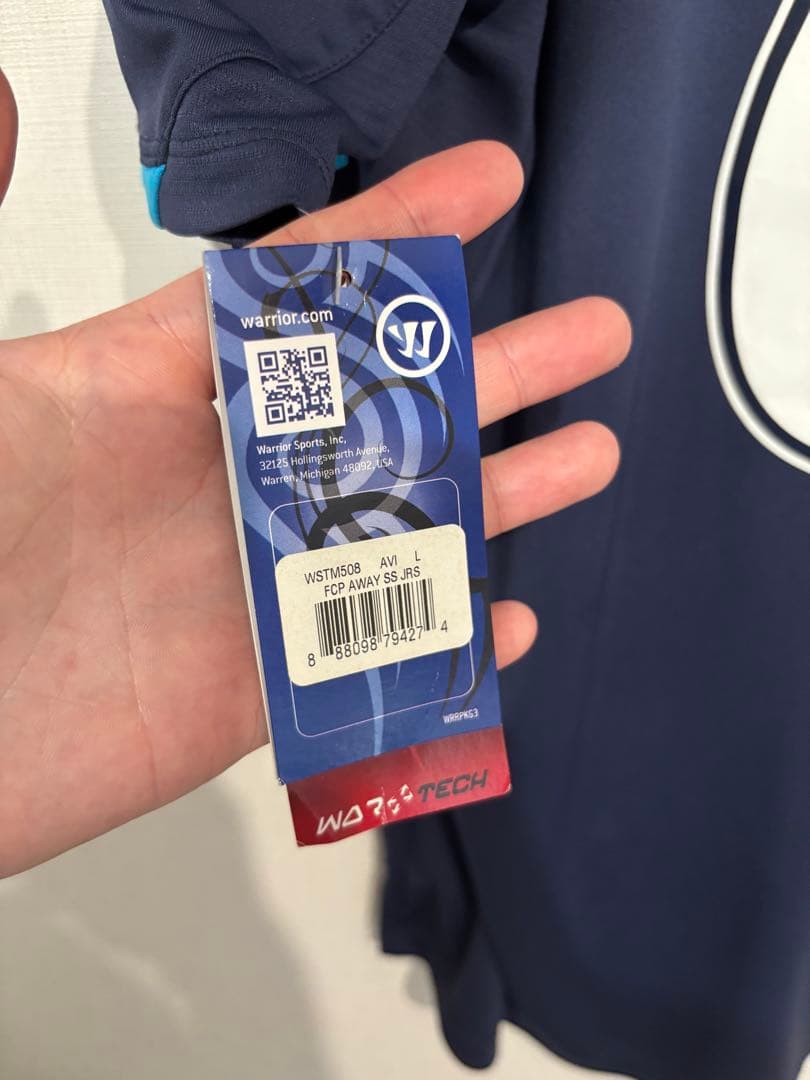 warrior.com
Warrior Sports, Inc,
32125 Hollingsworth Avenue,
Warren, Michigan 48092, USA
WSTM508 AVI L
FCP AWAY SS JRS
8 88098 79427 4
WRRPKG3
WAR TECH